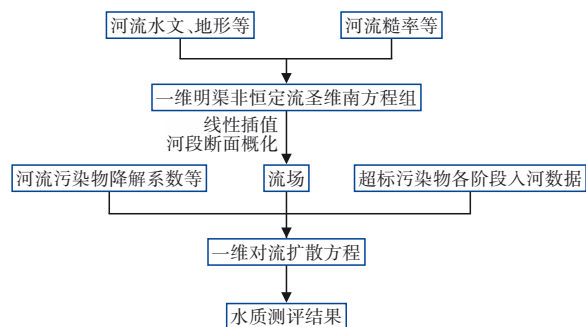 河流水文、地形等
河流糙率等
一维明渠非恒定流圣维南方程组
线性插值
河段断面概化
河流污染物降解系数等
流场
超标污染物各阶段入河数据
一维对流扩散方程
水质测评结果